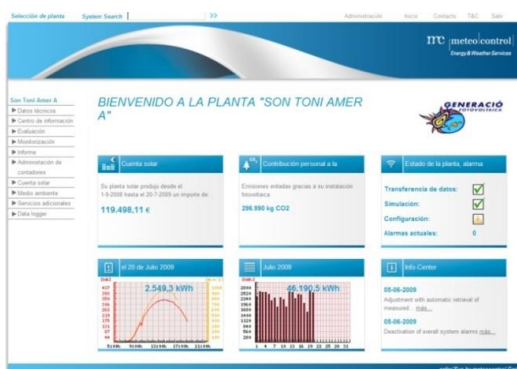 Selección de planta System Search >>
Administración Inicio Contacto T&C Salir
mc meteocontrol
Energy & Weather Services
Son Toni Amer A
Datos técnicos
Centro de información
Evaluación
Monitorización
Informe
Administración de contadores
Cuenta solar
Medio ambiente
Servicios adicionales
Data logger
BIENVENIDO A LA PLANTA "SON TONI AMER
A"
GENERACIÓ
FOTOVOLTAICA
Cuenta solar
Su planta solar produjo desde el
1-9-2008 hasta el 20-7-2009 un importe de:
119.498,11 €
Contribución personal a la
Emisiones evitadas gracias a su instalación
fotovoltaica:
296.990 kg CO2
Estado de la planta, alarma
Transferencia de datos:
Simulación:
Configuración:
Alarmas actuales: 0
el 20 de Julio 2009
2.549,3 kWh
Julio 2009
46.190,5 kWh
Info-Center
05-06-2009
Adjustment with automatic retrieval of
measured ... más...
05-06-2009
Deactivation of overall system alarms más...